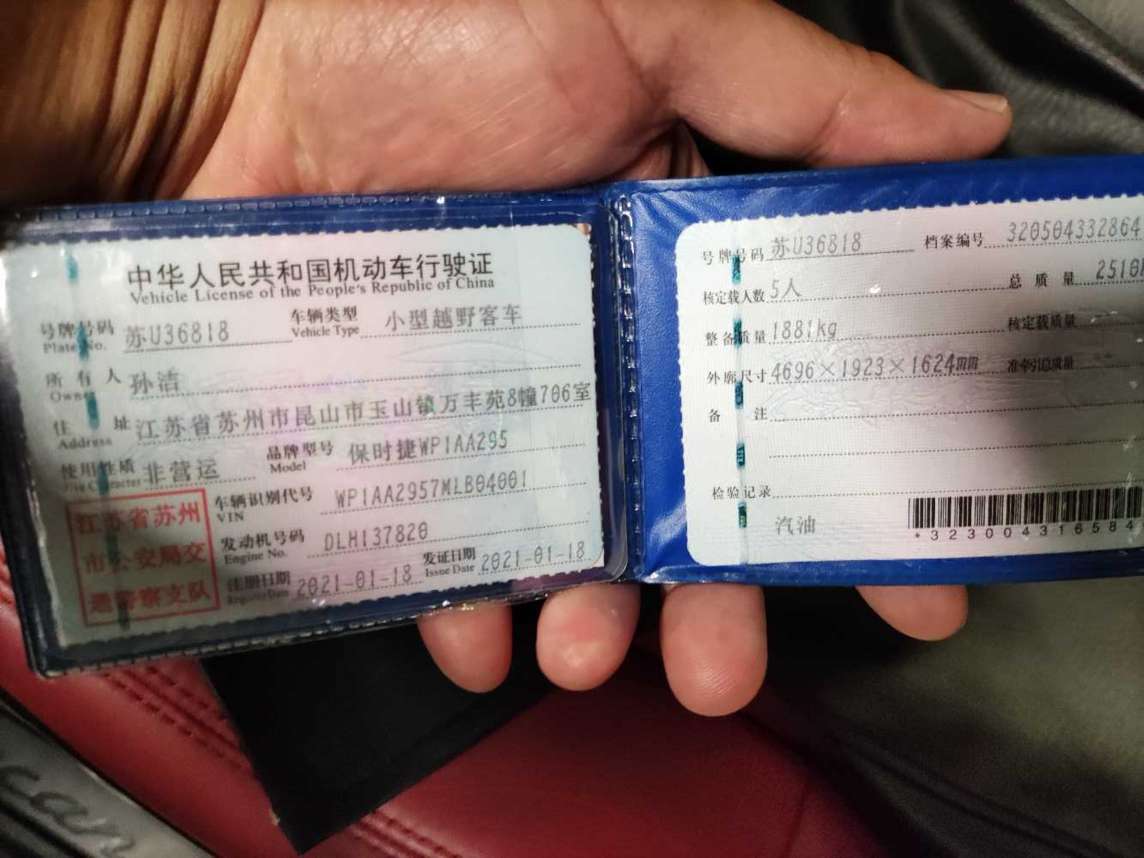 中华人民共和国机动车行驶证
Vehicle License of the People's Republic of China
号牌号码 苏U36818 车辆类型 小型越野客车
Plate No. Vehicle Type
所有人 孙洁
Owner
住址 江苏省苏州市昆山市玉山镇万丰苑8幢706室
Address
使用性质 非营运 品牌型号 保时捷WP1AA295
Use Character Model
江苏省苏州 车辆识别代号 WP1AA2957MLB04001
VIN
市公安局交 发动机号码 DLH137820
Engine No.
通警察支队 注册日期 2021-01-18 发证日期 2021-01-18
Register Date Issue Date
号牌号码 苏U36818 档案编号 320504332864
核定载人数 5人 总质量 2510
整备质量 1881kg 核定载质量
外廓尺寸 4696×1923×1624mm 准牵引总质量
备注
检验记录
汽油
*323004316584
can